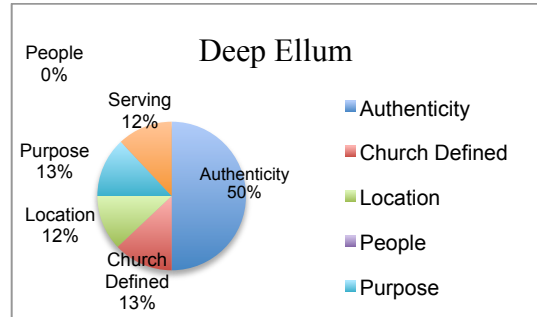 Deep Ellum
People
0%
Serving
12%
Purpose
13%
Location
12%
Church
Defined
13%
Authenticity
50%
Authenticity
Church Defined
Location
People
Purpose